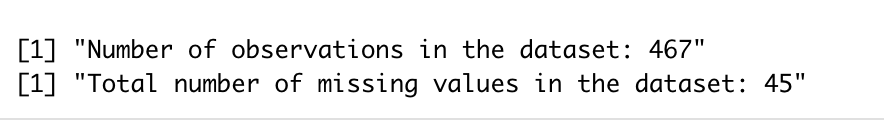 [1] "Number of observations in the dataset: 467"
[1] "Total number of missing values in the dataset: 45"